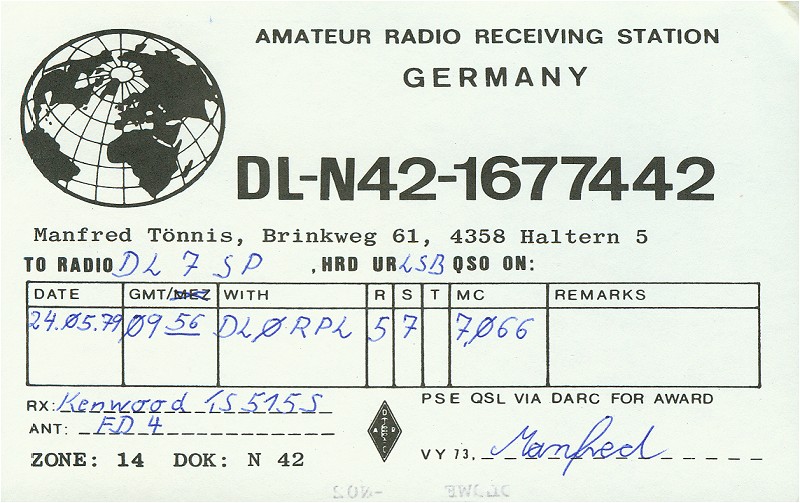 AMATEUR RADIO RECEIVING STATION
GERMANY
DL-N42-1677442
Manfred Tönnis, Brinkweg 61, 4358 Haltern 5
TO RADIO DL 7 SP , HRD UR LSB QSO ON:
DATE GMT/MEZ WITH R S T MC REMARKS
24.05.79 09 56 DLØRPL 5 7 7,066
RX: Kenwood TS 515 S
PSE QSL VIA DARC FOR AWARD
ANT: FD 4
DARC
VY 73, Manfred
ZONE: 14 DOK: N 42